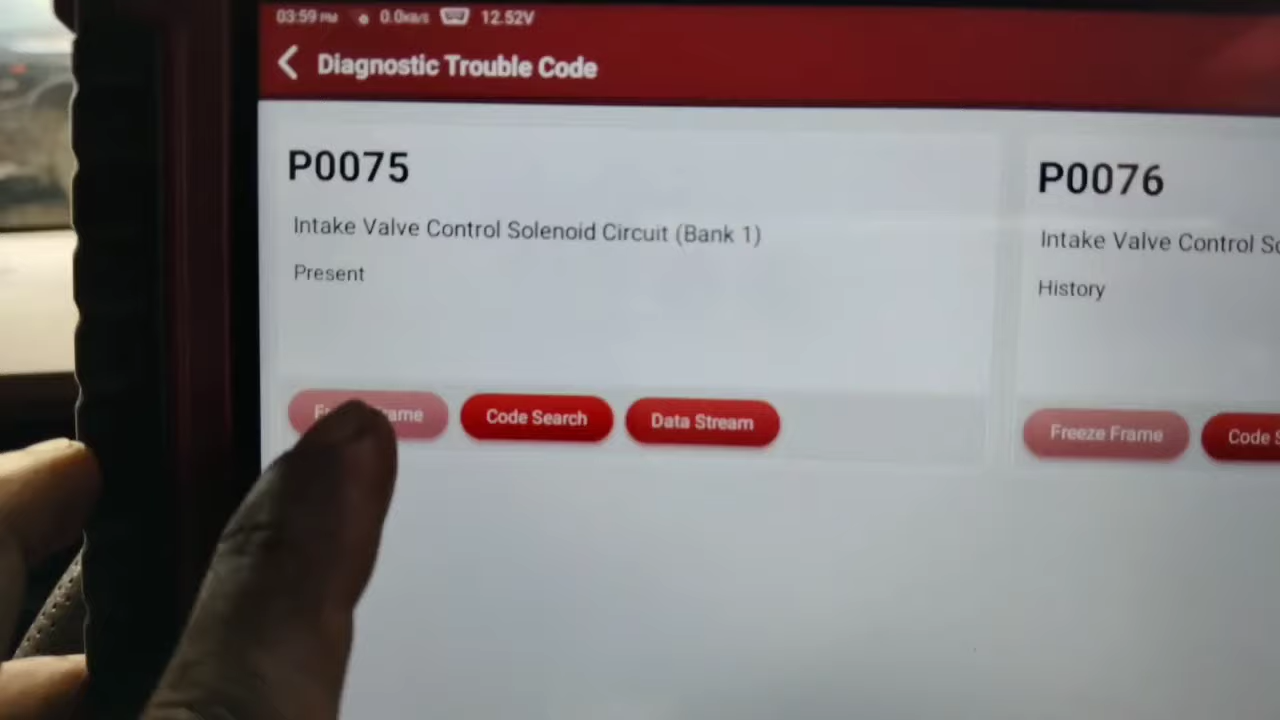 03:59 PM 0.0KB/S 12.52V
Diagnostic Trouble Code
P0075
Intake Valve Control Solenoid Circuit (Bank 1)
Present
Code Search
Data Stream
P0076
Intake Valve Control
History
Freeze Frame
Code